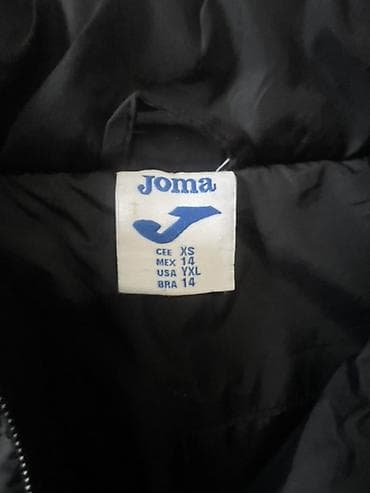 Joma
CEE XS
MEX 14
USA YXL
BRA 14